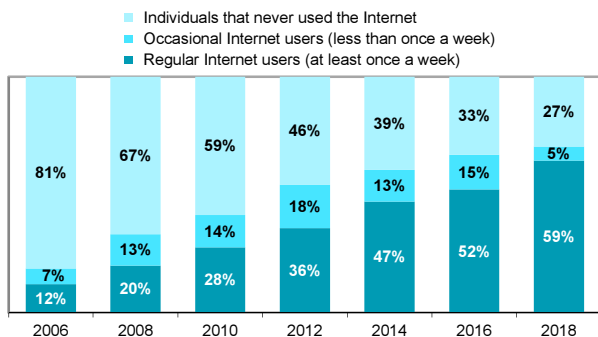 Individuals that never used the Internet
Occasional Internet users (less than once a week)
Regular Internet users (at least once a week)
81% 67% 59% 46% 39% 33% 27%
7% 13% 14% 18% 13% 15% 5%
12% 20% 28% 36% 47% 52% 59%
2006 2008 2010 2012 2014 2016 2018